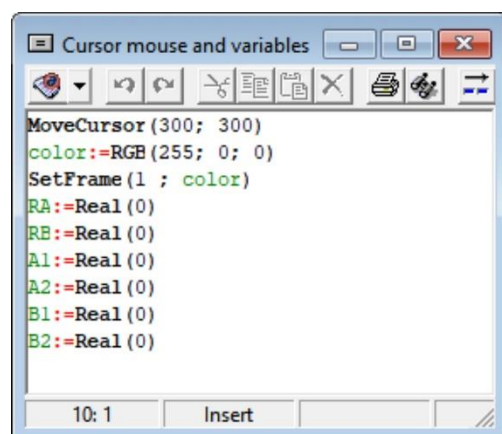 Cursor mouse and variables
MoveCursor(300; 300)
color:=RGB(255; 0; 0)
SetFrame(1 ; color)
RA:=Real(0)
RB:=Real(0)
A1:=Real(0)
A2:=Real(0)
B1:=Real(0)
B2:=Real(0)
10: 1 Insert